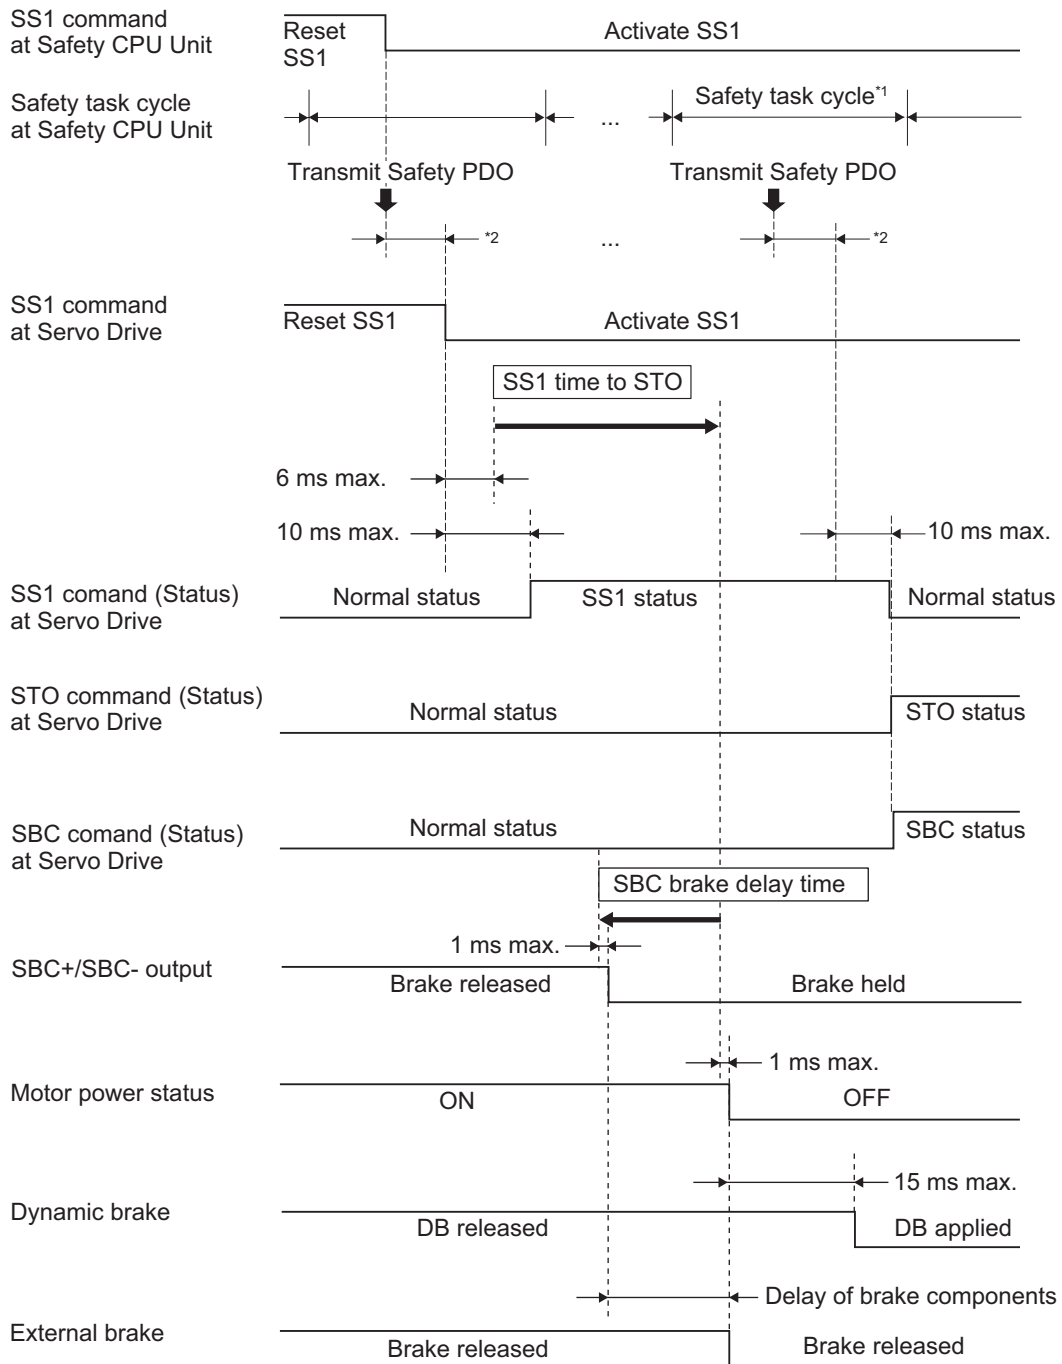 SS1 command
at Safety CPU Unit
Reset
SS1
Activate SS1
Safety task cycle
at Safety CPU Unit
...
Safety task cycle*1
Transmit Safety PDO
Transmit Safety PDO
*2
...
*2
SS1 command
at Servo Drive
Reset SS1
Activate SS1
SS1 time to STO
6 ms max.
10 ms max.
10 ms max.
SS1 comand (Status)
at Servo Drive
Normal status
SS1 status
Normal status
STO command (Status)
at Servo Drive
Normal status
STO status
SBC comand (Status)
at Servo Drive
Normal status
SBC status
SBC brake delay time
1 ms max.
SBC+/SBC- output
Brake released
Brake held
1 ms max.
Motor power status
ON
OFF
15 ms max.
Dynamic brake
DB released
DB applied
Delay of brake components
External brake
Brake released
Brake released